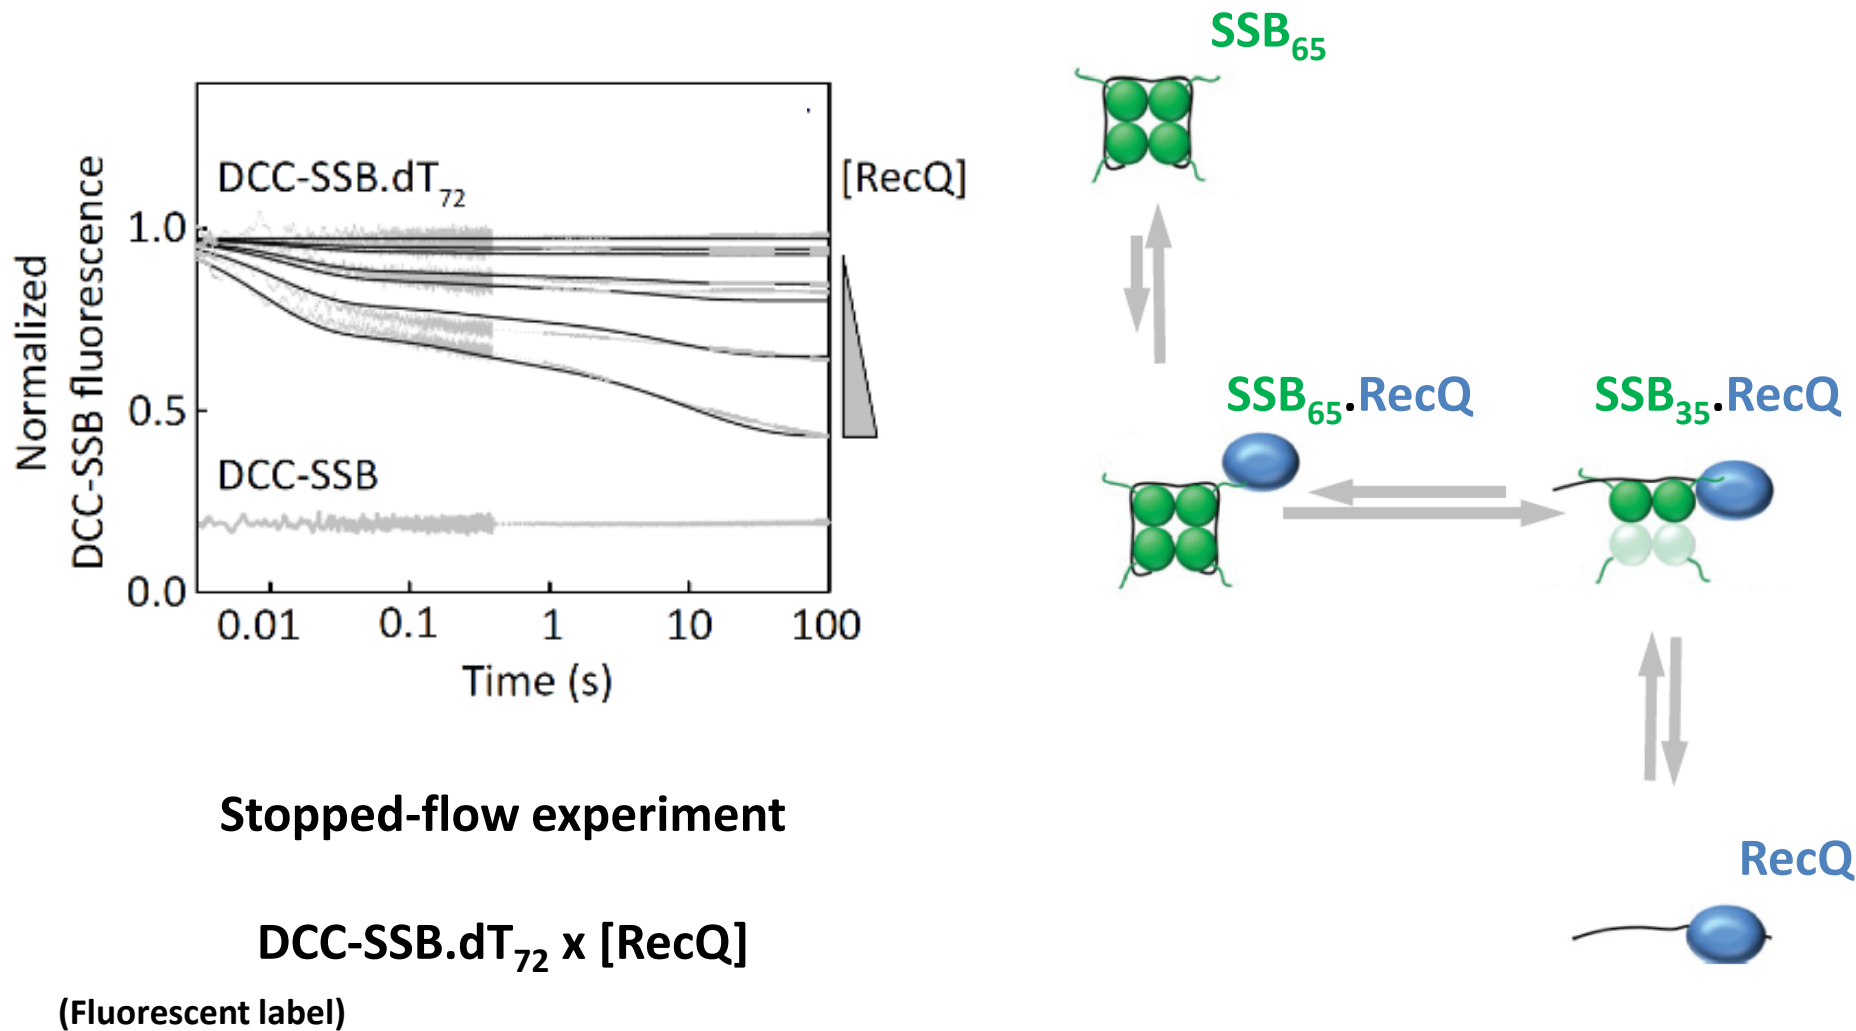 Normalized
DCC-SSB fluorescence
1.0
0.5
0.0
DCC-SSB.dT72
DCC-SSB
[RecQ]
0.01 0.1 1 10 100
Time (s)
Stopped-flow experiment
DCC-SSB.dT72 x [RecQ]
(Fluorescent label)
SSB65
SSB65.RecQ
SSB35.RecQ
RecQ